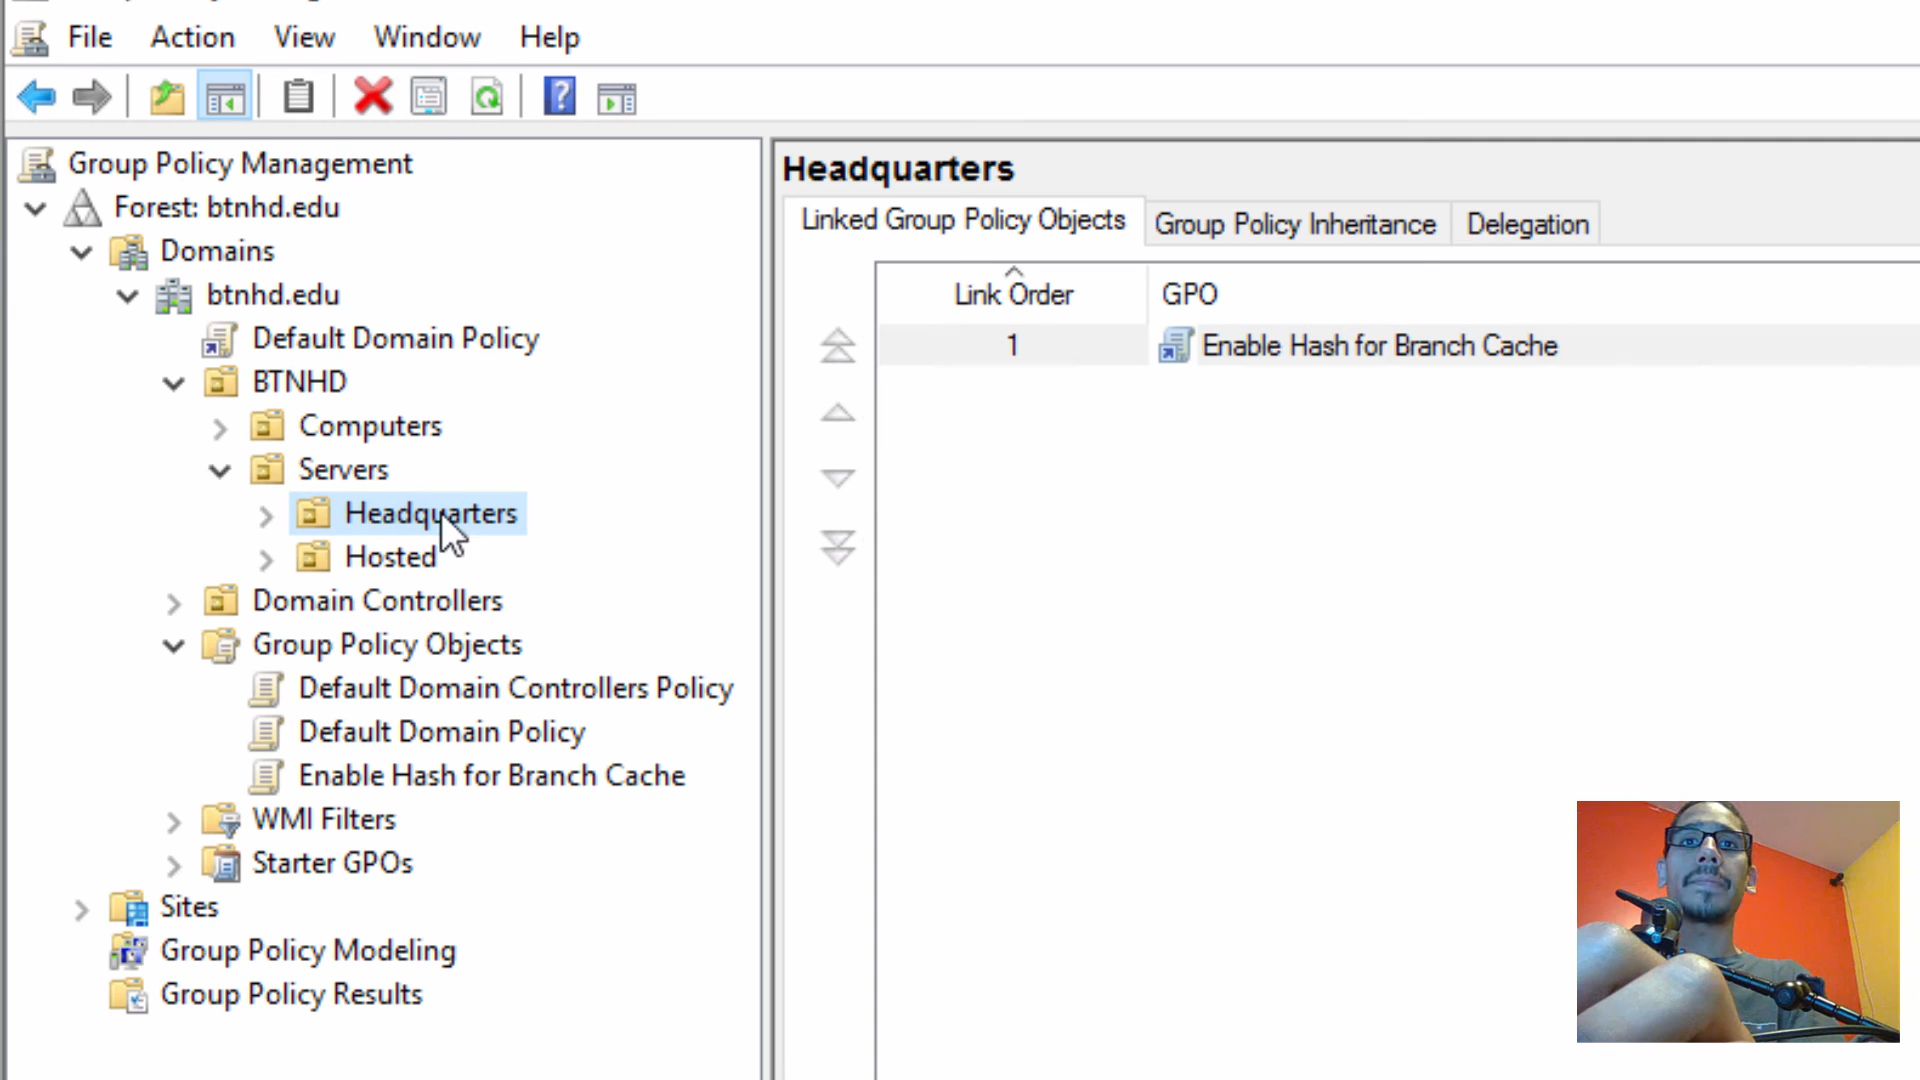 File Action View Window Help
Group Policy Management
Forest: btnhd.edu
Domains
btnhd.edu
Default Domain Policy
BTNHD
Computers
Servers
Headquarters
Hosted
Domain Controllers
Group Policy Objects
Default Domain Controllers Policy
Default Domain Policy
Enable Hash for Branch Cache
WMI Filters
Starter GPOs
Sites
Group Policy Modeling
Group Policy Results
Headquarters
Linked Group Policy Objects Group Policy Inheritance Delegation
Link Order GPO
1 Enable Hash for Branch Cache